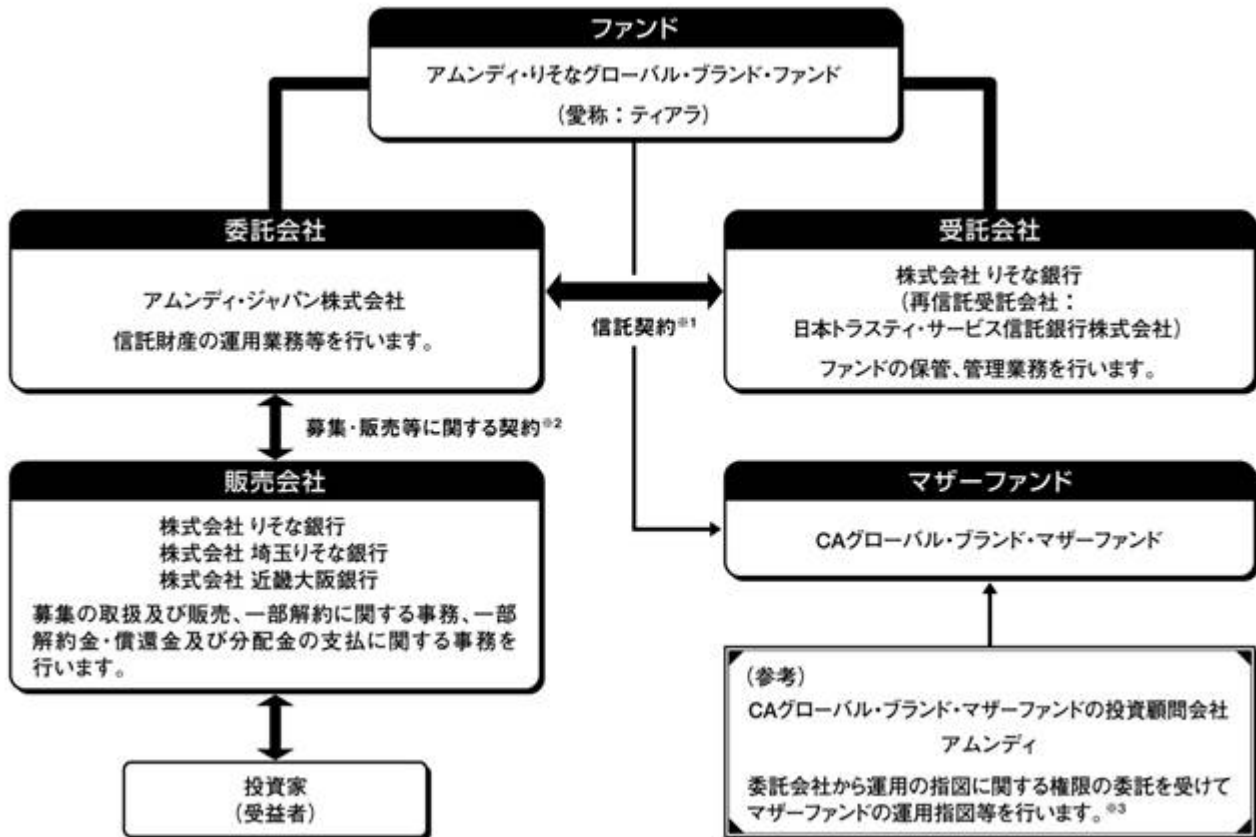 ファンド
アムンディ・りそなグローバル・ブランド・ファンド
(愛称：ティアラ)
委託会社
アムンディ・ジャパン株式会社
信託財産の運用業務等を行います。
信託契約※1
受託会社
株式会社 りそな銀行
(再信託受託会社：
日本トラスティ・サービス信託銀行株式会社)
ファンドの保管、管理業務を行います。
募集・販売等に関する契約※2
販売会社
株式会社 りそな銀行
株式会社 埼玉りそな銀行
株式会社 近畿大阪銀行
募集の取扱及び販売、一部解約に関する事務、一部
解約金・償還金及び分配金の支払に関する事務を
行います。
マザーファンド
CAグローバル・ブランド・マザーファンド
投資家
(受益者)
(参考)
CAグローバル・ブランド・マザーファンドの投資顧問会社
アムンディ
委託会社から運用の指図に関する権限の委託を受けて
マザーファンドの運用指図等を行います。※3